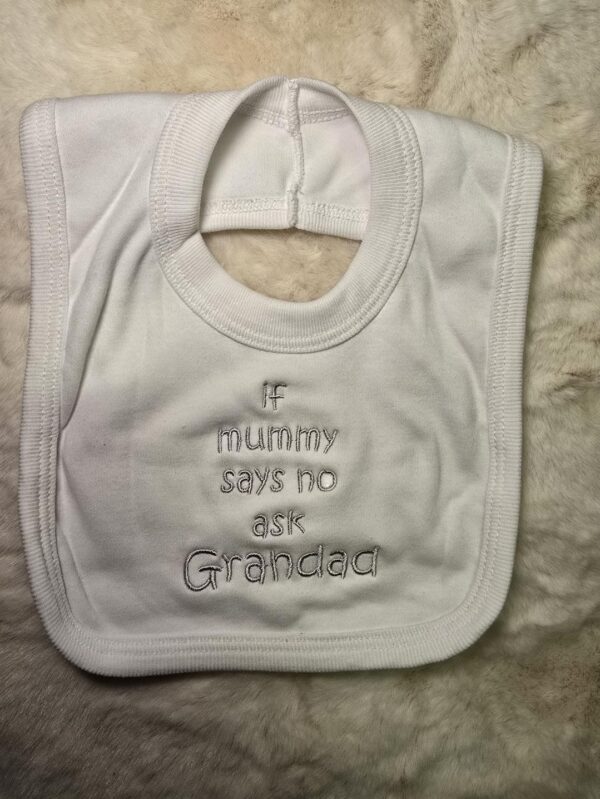 if
mummy
says no
ask
Grandad